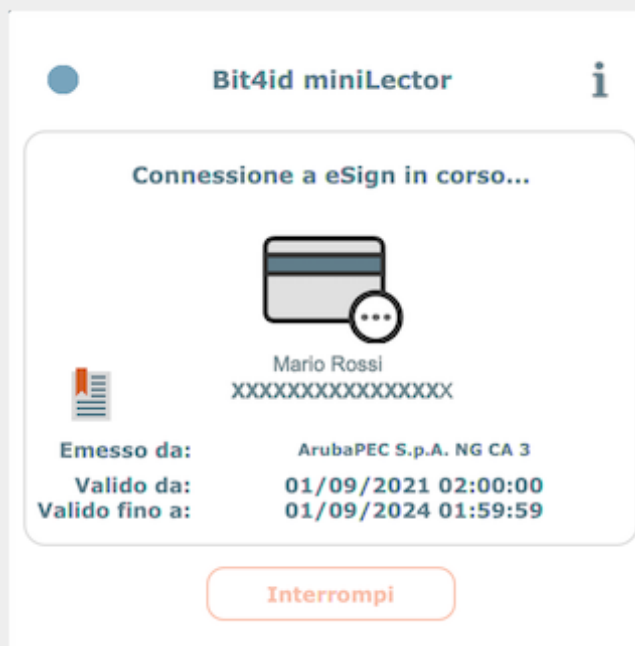 Bit4id miniLector
i
Connessione a eSign in corso...
Mario Rossi
XXXXXXXXXXXXXXXX
Emesso da: ArubaPEC S.p.A. NG CA 3
Valido da: 01/09/2021 02:00:00
Valido fino a: 01/09/2024 01:59:59
Interrompi